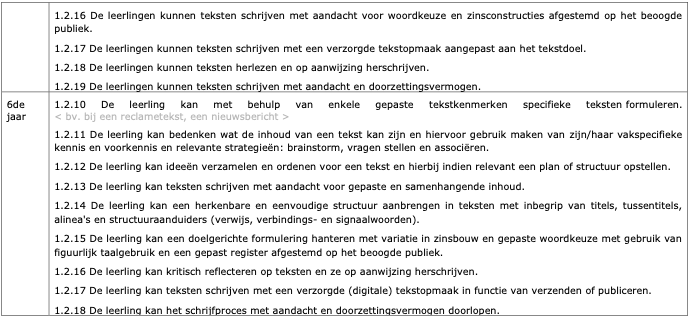 1.2.16 De leerlingen kunnen teksten schrijven met aandacht voor woordkeuze en zinsconstructies afgestemd op het beoogde
publiek.
1.2.17 De leerlingen kunnen teksten schrijven met een verzorgde tekstopmaak aangepast aan het tekstdoel.
1.2.18 De leerlingen kunnen teksten herlezen en op aanwijzing herschrijven.
1.2.19 De leerlingen kunnen teksten schrijven met aandacht en doorzettingsvermogen.
6de
jaar
1.2.10 De leerling kan met behulp van enkele gepaste tekstkenmerken specifieke teksten formuleren.
< bv. bij een reclametekst, een nieuwsbericht >
1.2.11 De leerling kan bedenken wat de inhoud van een tekst kan zijn en hiervoor gebruik maken van zijn/haar vakspecifieke
kennis en voorkennis en relevante strategieën: brainstorm, vragen stellen en associëren.
1.2.12 De leerling kan ideeën verzamelen en ordenen voor een tekst en hierbij indien relevant een plan of structuur opstellen.
1.2.13 De leerling kan teksten schrijven met aandacht voor gepaste en samenhangende inhoud.
1.2.14 De leerling kan een herkenbare en eenvoudige structuur aanbrengen in teksten met inbegrip van titels, tussentitels,
alinea's en structuuraanduiders (verwijs, verbindings- en signaalwoorden).
1.2.15 De leerling kan een doelgerichte formulering hanteren met variatie in zinsbouw en gepaste woordkeuze met gebruik van
figuurlijk taalgebruik en een gepast register afgestemd op het beoogde publiek.
1.2.16 De leerling kan kritisch reflecteren op teksten en ze op aanwijzing herschrijven.
1.2.17 De leerling kan teksten schrijven met een verzorgde (digitale) tekstopmaak in functie van verzenden of publiceren.
1.2.18 De leerling kan het schrijfproces met aandacht en doorzettingsvermogen doorlopen.